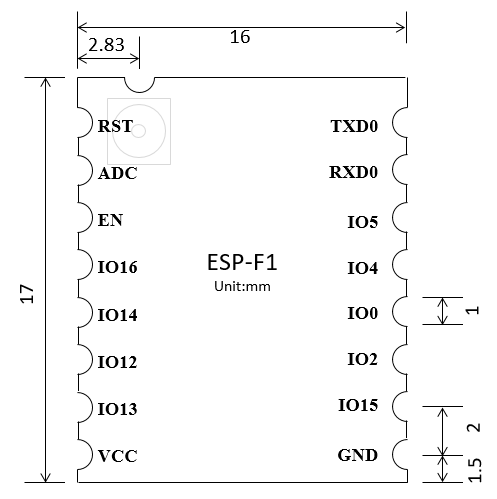 16
2.83
RST TXD0
ADC RXD0
EN IO5
ESP-F1
IO16 IO4
Unit:mm
17
IO14 IO0 1
IO12 IO2
IO13 IO15
2
VCC GND
1.5